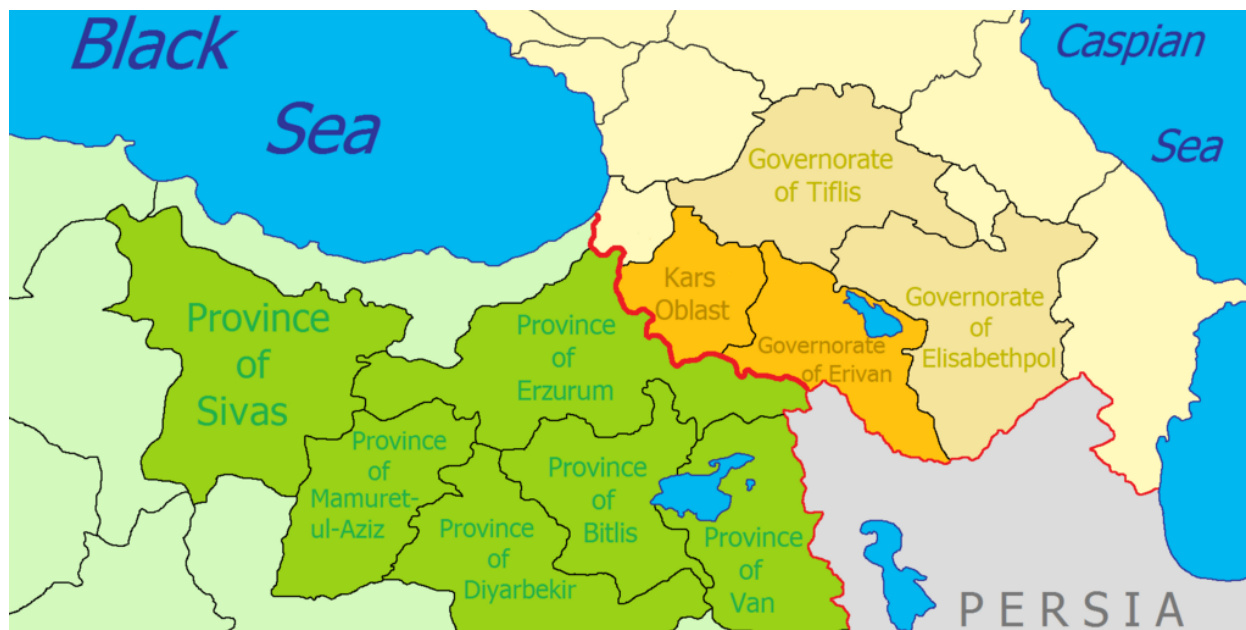 Black
Sea
Caspian
Sea
Governorate
of Tiflis
Kars
Oblast
Governorate
of Erivan
Governorate
of
Elisabethpol
Province
of
Sivas
Province
of
Erzurum
Province
of
Mamuret-
ul-Aziz
Province
of
Bitlis
Province
of
Diyarbekir
Province
of
Van
PERSIA